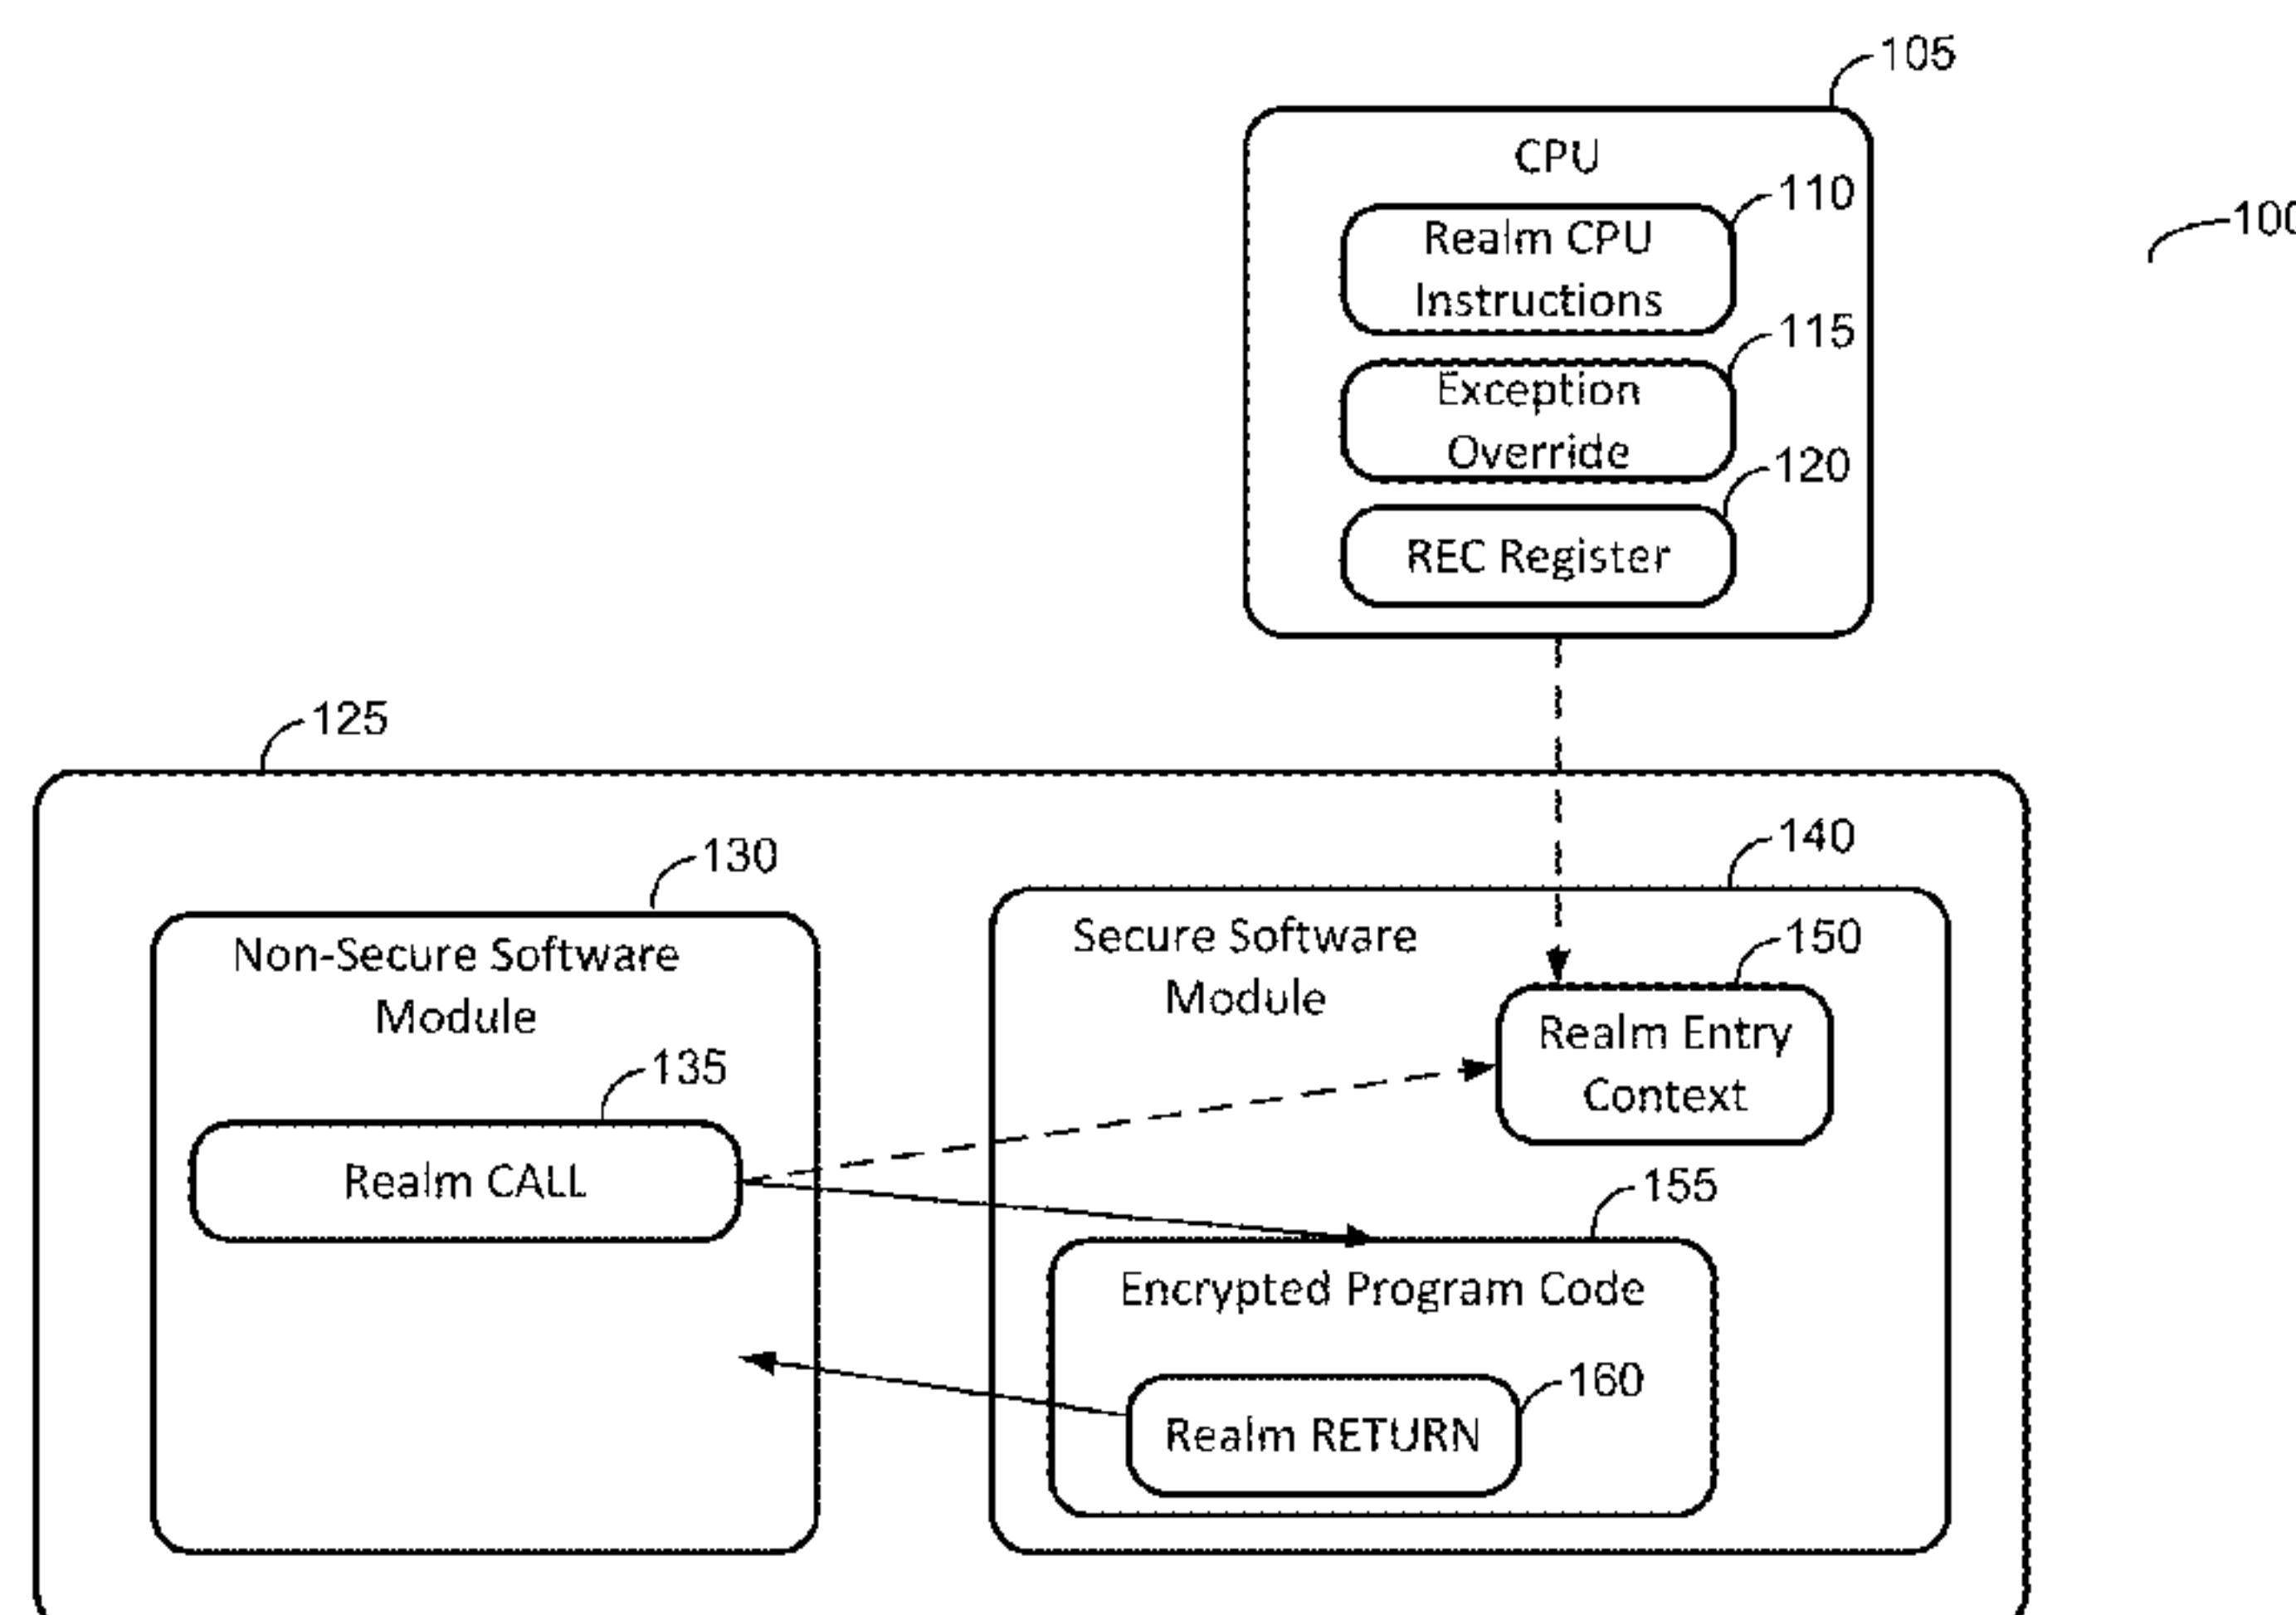 105
CPU
110
Realm CPU
Instructions
100
115
Exception
Override
120
REC Register
125
130
Non-Secure Software
Module
135
Realm CALL
140
Secure Software
Module
150
Realm Entry
Context
155
Encrypted Program Code
160
Realm RETURN